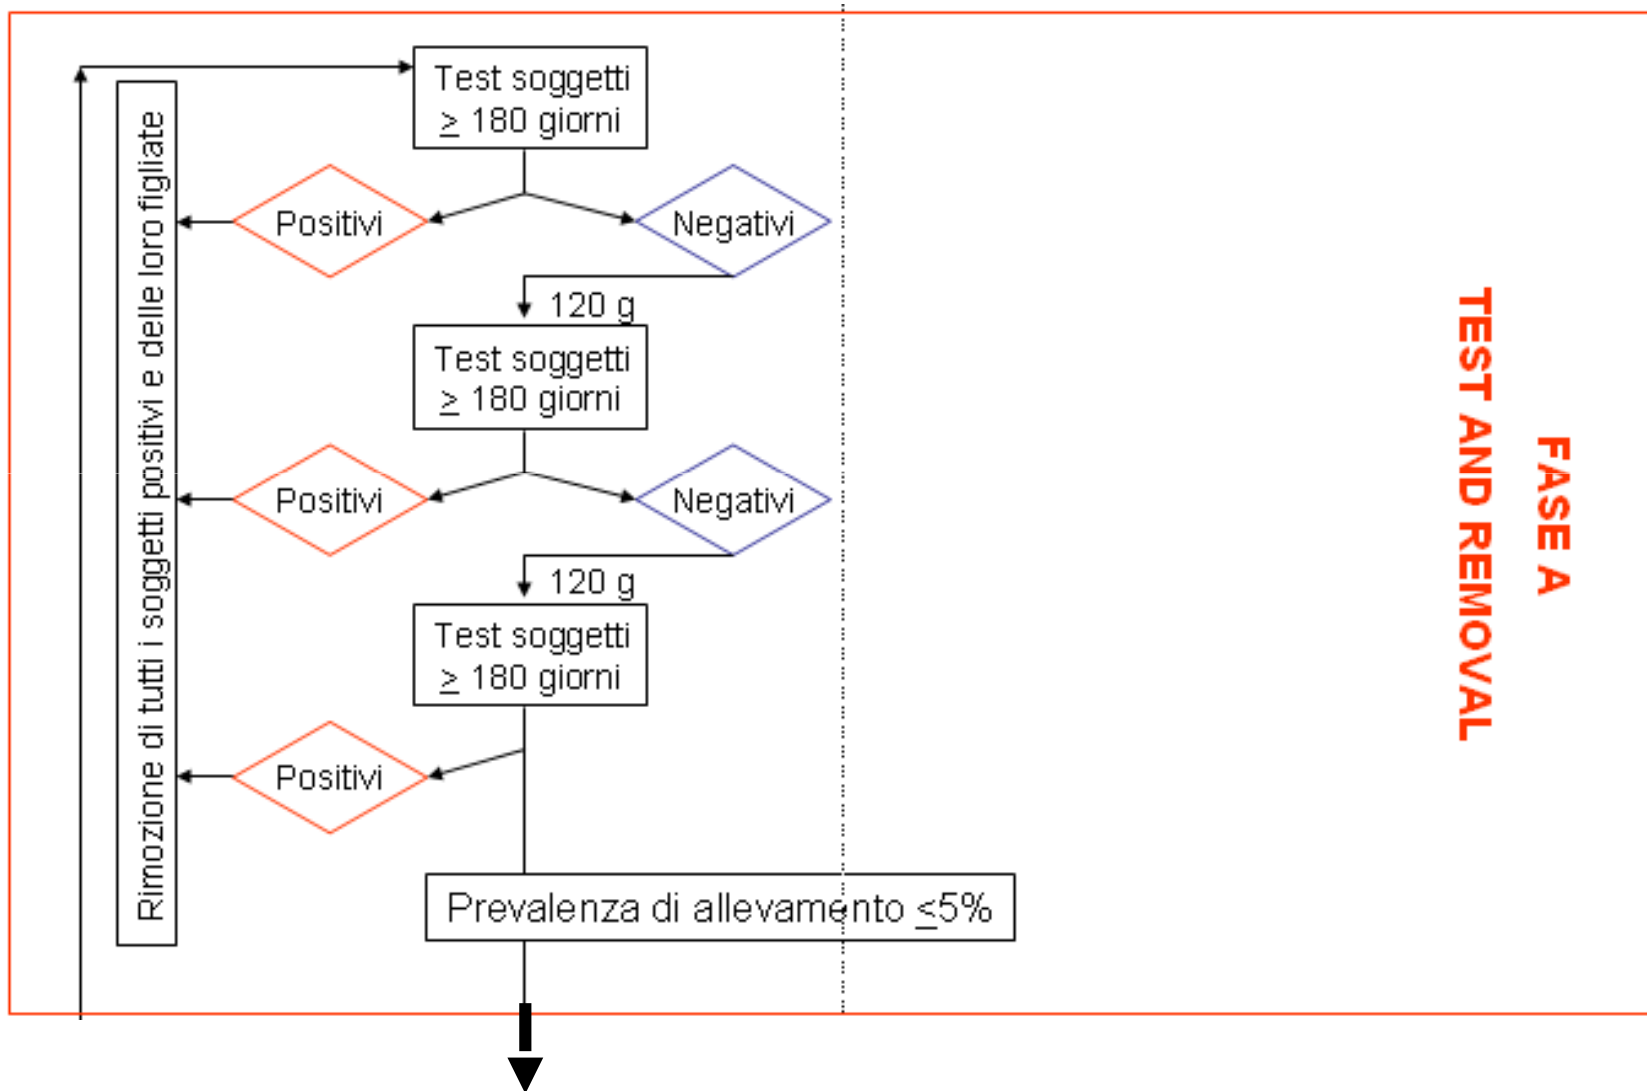 Test soggetti
≥ 180 giorni
Positivi
Negativi
120 g
Test soggetti
≥ 180 giorni
Positivi
Negativi
120 g
Test soggetti
≥ 180 giorni
Positivi
Prevalenza di allevamento ≤5%
Rimozione di tutti i soggetti positivi e delle loro figliate
FASE A
TEST AND REMOVAL